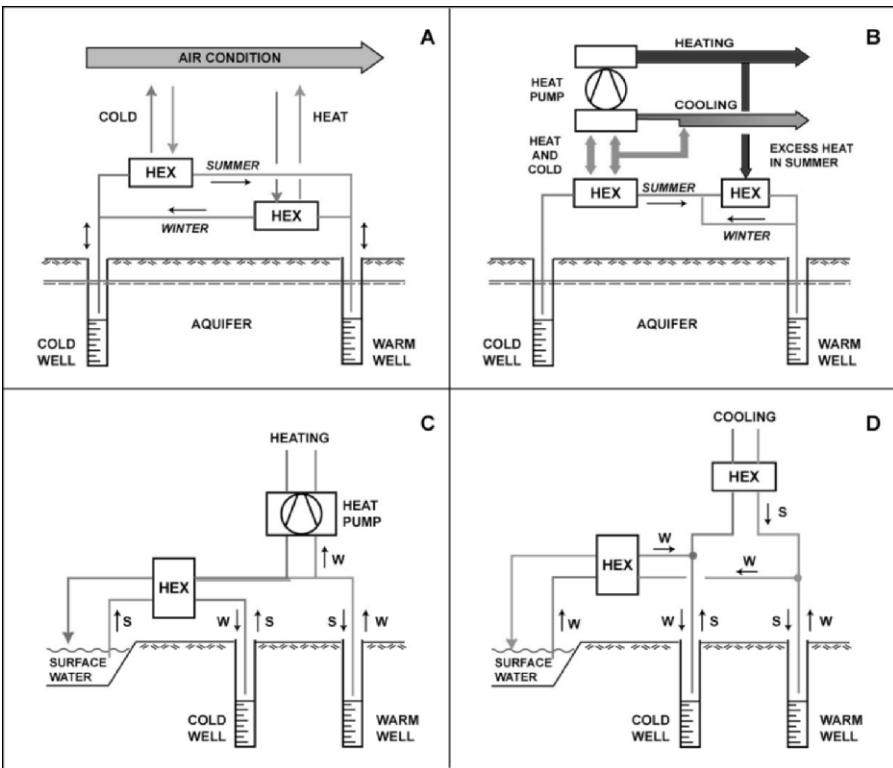 A
AIR CONDITION
COLD
HEAT
HEX
SUMMER
HEX
WINTER
AQUIFER
COLD
WELL
WARM
WELL
B
HEATING
HEAT
PUMP
COOLING
HEAT
AND
COLD
EXCESS HEAT
IN SUMMER
HEX
SUMMER
HEX
WINTER
AQUIFER
COLD
WELL
WARM
WELL
C
HEATING
HEAT
PUMP
W
HEX
S
W
S
S
W
SURFACE
WATER
COLD
WELL
WARM
WELL
D
COOLING
HEX
S
W
HEX
W
W
W
S
S
W
SURFACE
WATER
COLD
WELL
WARM
WELL